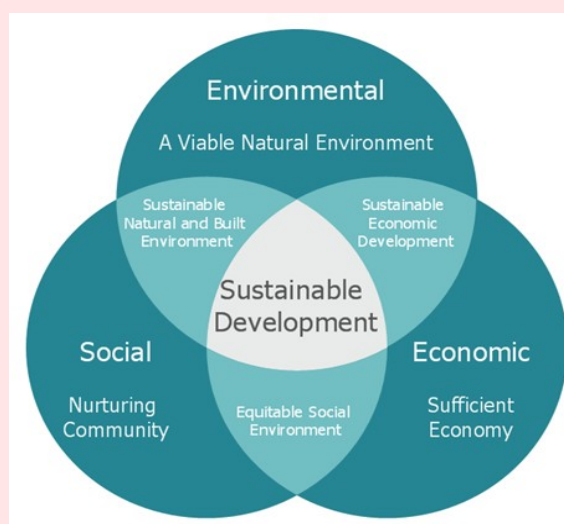 Environmental
A Viable Natural Environment
Sustainable
Natural and Built
Environment
Sustainable
Economic
Development
Sustainable
Development
Social
Nurturing
Community
Equitable Social
Environment
Economic
Sufficient
Economy